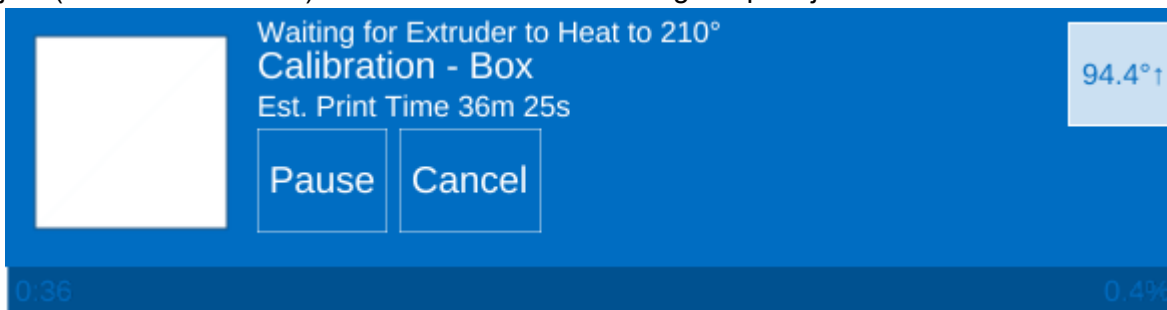 Waiting for Extruder to Heat to 210°
Calibration - Box
94.4°↑
Est. Print Time 36m 25s
Pause Cancel
0:36 0.4%